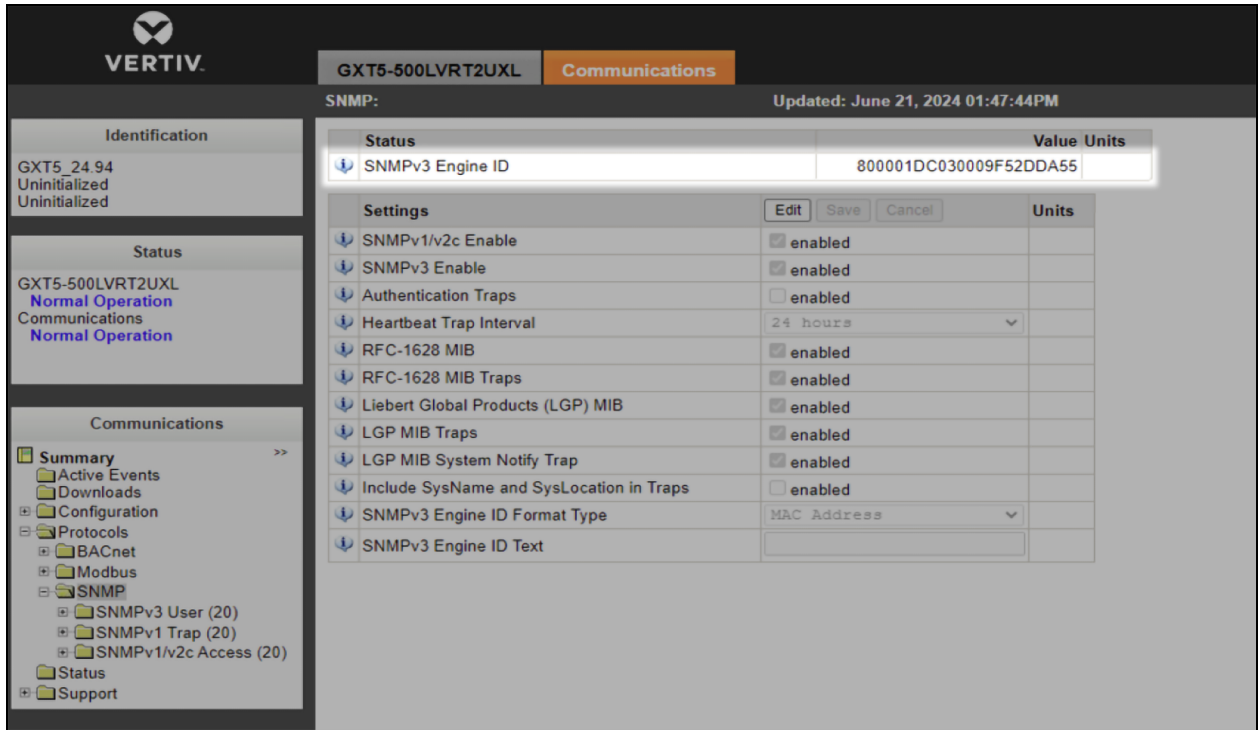 VERTIV.
GXT5-500LVRT2UXL Communications
SNMP: Updated: June 21, 2024 01:47:44PM
Identification
GXT5_24.94
Uninitialized
Uninitialized
Status
GXT5-500LVRT2UXL
Normal Operation
Communications
Normal Operation
Communications
Summary >>
Active Events
Downloads
Configuration
Protocols
BACnet
Modbus
SNMP
SNMPv3 User (20)
SNMPv1 Trap (20)
SNMPv1/v2c Access (20)
Status
Support
Status Value Units
SNMPv3 Engine ID 800001DC030009F52DDA55
Settings Edit Save Cancel Units
SNMPv1/v2c Enable enabled
SNMPv3 Enable enabled
Authentication Traps enabled
Heartbeat Trap Interval 24 hours
RFC-1628 MIB enabled
RFC-1628 MIB Traps enabled
Liebert Global Products (LGP) MIB enabled
LGP MIB Traps enabled
LGP MIB System Notify Trap enabled
Include SysName and SysLocation in Traps enabled
SNMPv3 Engine ID Format Type MAC Address
SNMPv3 Engine ID Text